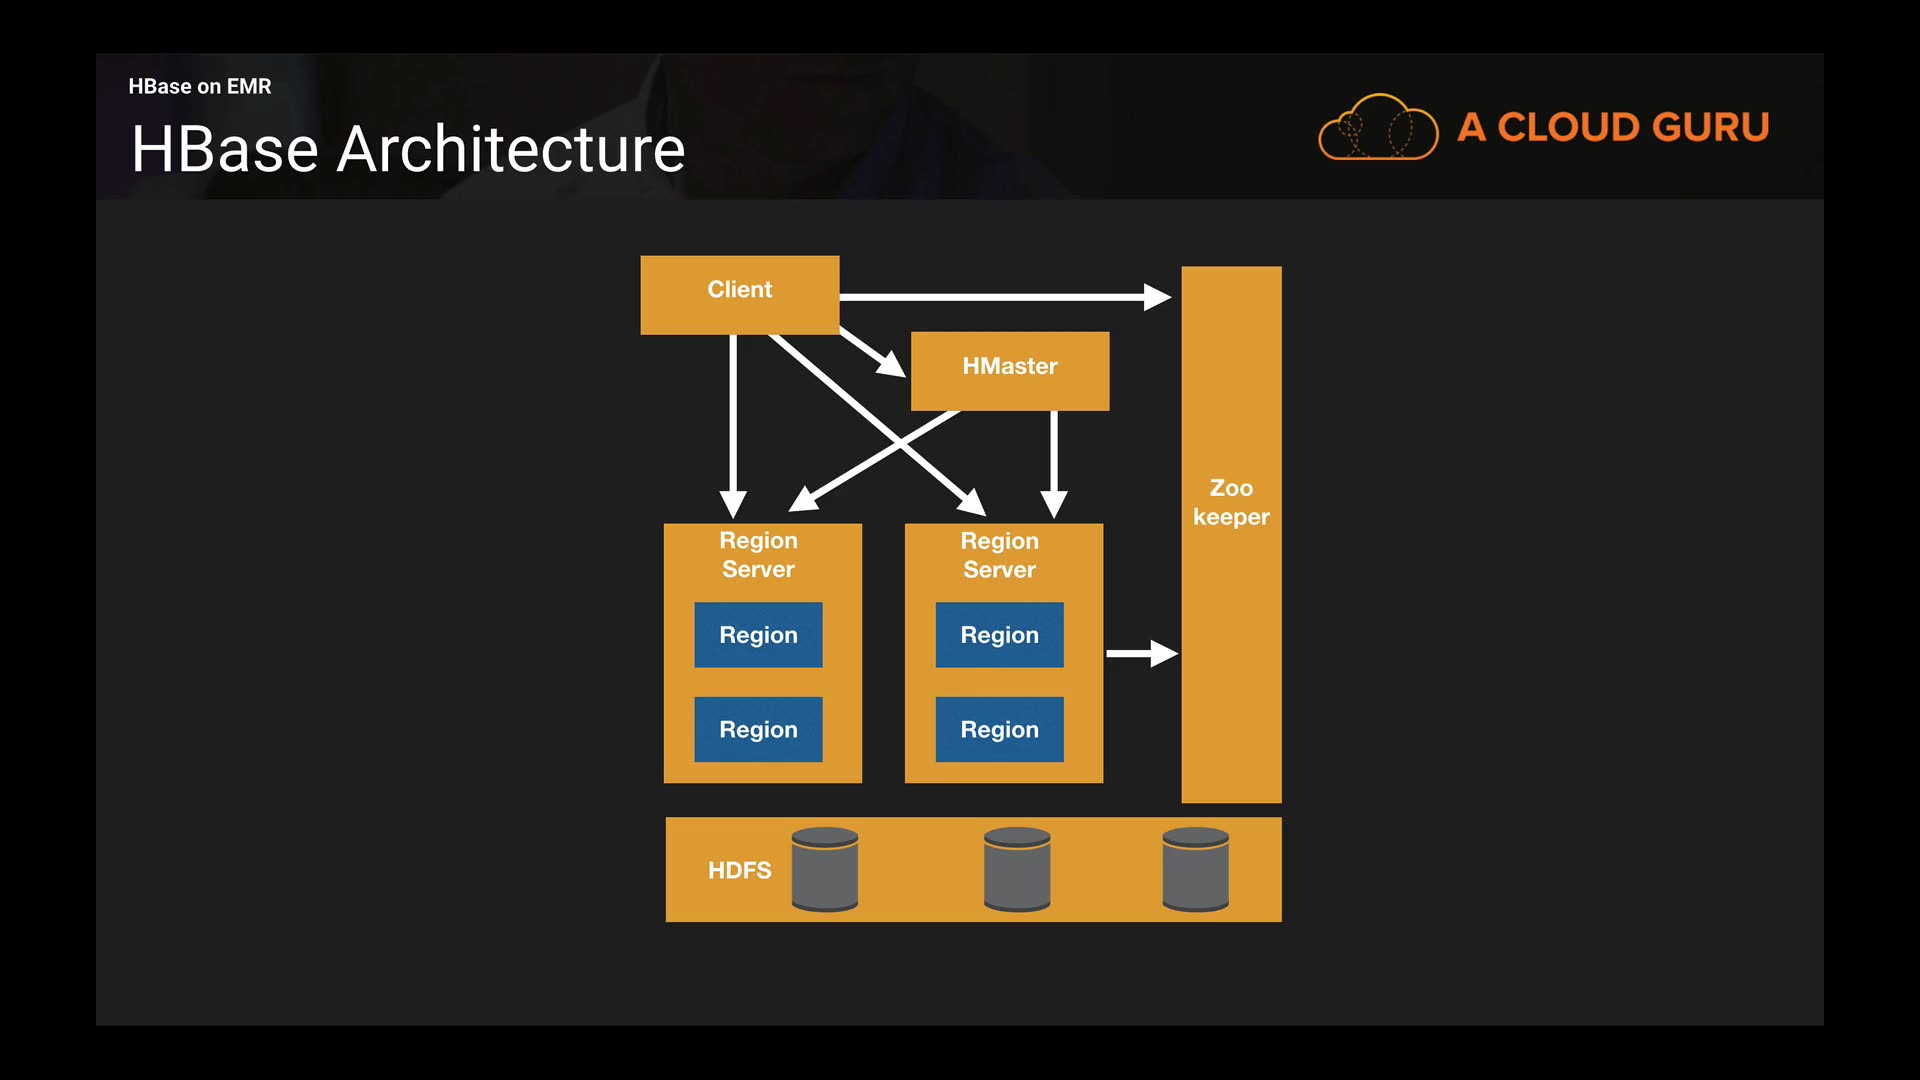 HBase on EMR
HBase Architecture
A CLOUD GURU
Client
HMaster
Zoo
keeper
Region
Server
Region
Region
Region
Server
Region
Region
HDFS